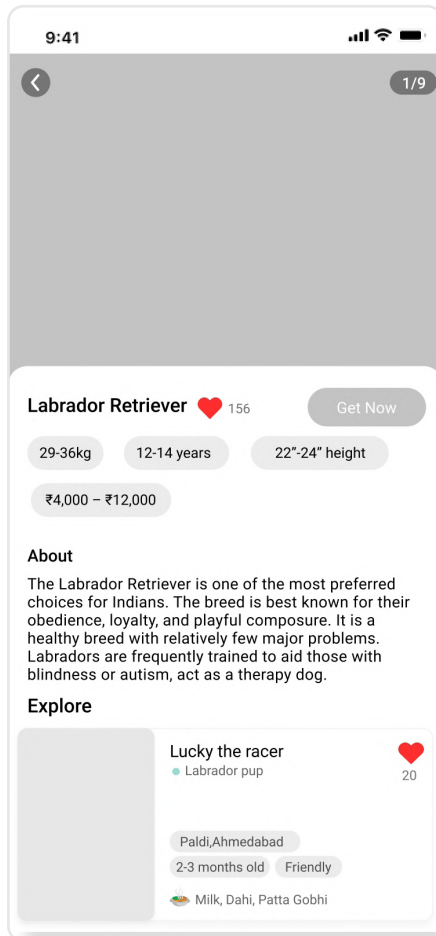 9:41
1/9
Labrador Retriever 156 Get Now
29-36kg 12-14 years 22”-24” height
₹4,000 – ₹12,000
About
The Labrador Retriever is one of the most preferred
choices for Indians. The breed is best known for their
obedience, loyalty, and playful composure. It is a
healthy breed with relatively few major problems.
Labradors are frequently trained to aid those with
blindness or autism, act as a therapy dog.
Explore
Lucky the racer
Labrador pup
20
Paldi,Ahmedabad
2-3 months old Friendly
Milk, Dahi, Patta Gobhi